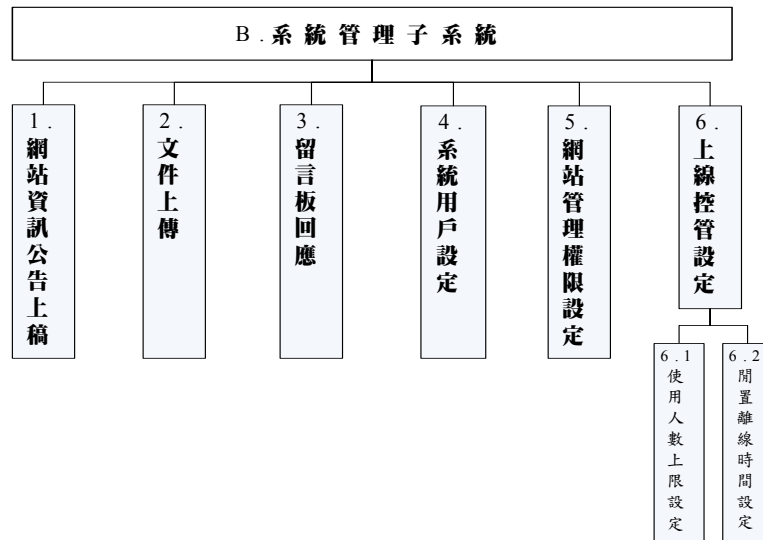 B.系統管理子系統
1.網站資訊公告上稿
2.文件上傳
3.留言板回應
4.系統用戶設定
5.網站管理權限設定
6.上線控管設定
6.1使用人數上限設定
6.2閒置離線時間設定